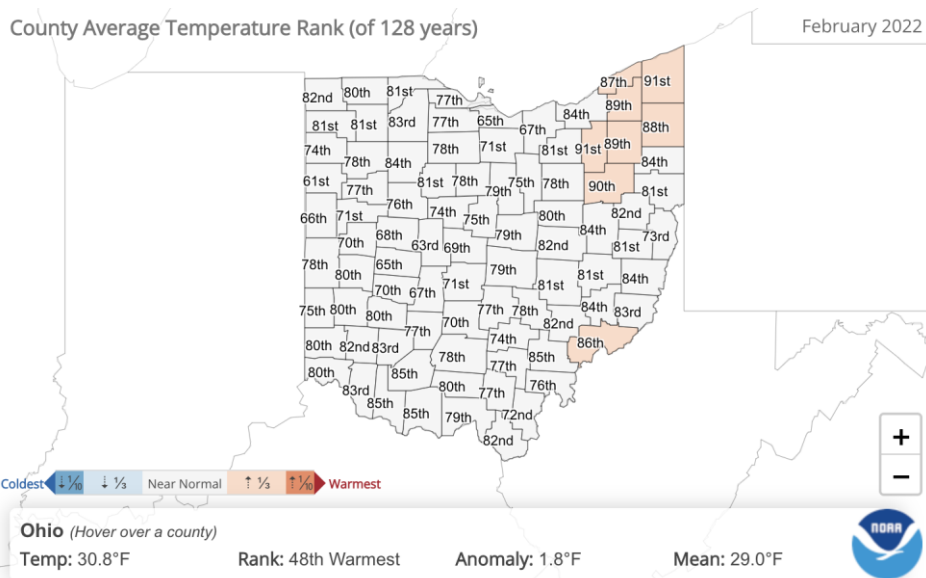 County Average Temperature Rank (of 128 years)
February 2022
82nd 80th 81st 77th 87th 91st
81st 81st 83rd 77th 65th 67th 84th 89th 88th
74th 78th 84th 78th 71st 81st 91st 89th 84th
61st 77th 81st 78th 79th 75th 78th 90th 81st
66th 71st 76th 74th 75th 80th 82nd
70th 68th 63rd 69th 79th 82nd 84th 81st 73rd
78th 80th 65th 71st 79th 81st 81st 84th
70th 67th
75th 80th 80th 77th 70th 77th 78th 82nd 84th 83rd
80th 82nd 83rd 78th 74th 85th 86th
80th 83rd 85th 80th 77th 76th
85th 85th 79th 77th 72nd
82nd
+
−
Coldest ↓ 1/10 ↓ 1/3 Near Normal ↑ 1/3 ↑ 1/10 Warmest
Ohio (Hover over a county)
Temp: 30.8°F Rank: 48th Warmest Anomaly: 1.8°F Mean: 29.0°F
NOAA